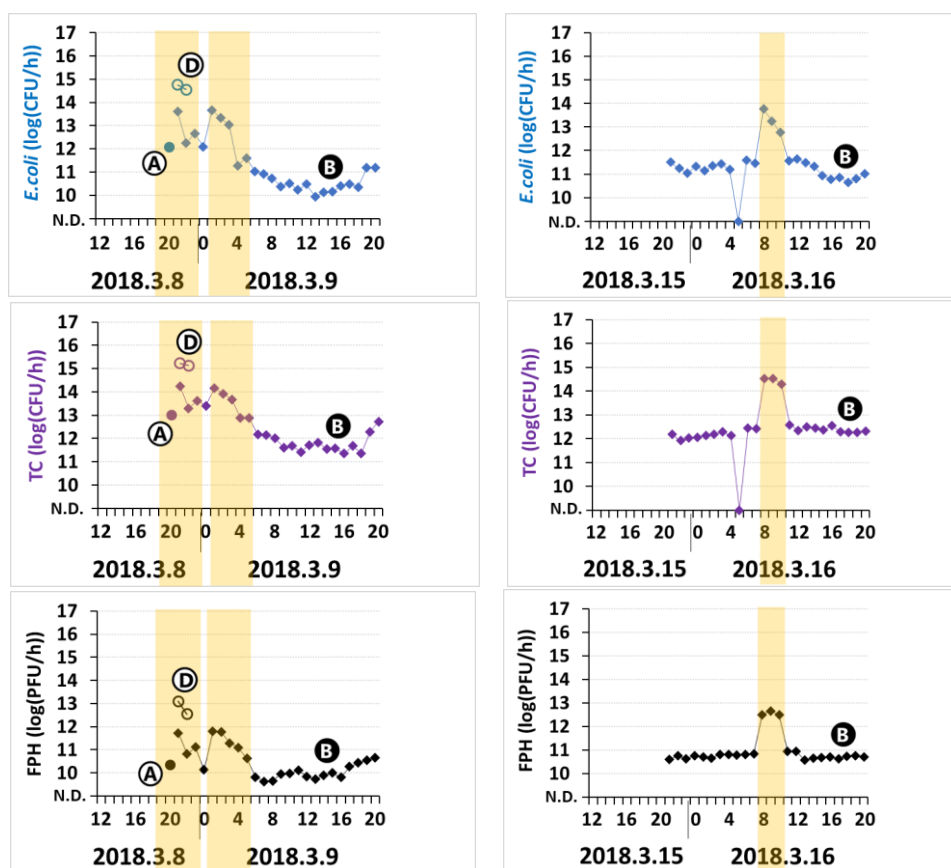 E.coli (log(CFU/h))
17
16
15
14
13
12
11
10
N.D.
D
A
B
12 16 20 0 4 8 12 16 20
2018.3.8 2018.3.9
17
16
15
14
13
12
11
10
N.D.
E.coli (log(CFU/h))
B
12 16 20 0 4 8 12 16 20
2018.3.15 2018.3.16
TC (log(CFU/h))
17
16
15
14
13
12
11
10
N.D.
D
A
B
12 16 20 0 4 8 12 16 20
2018.3.8 2018.3.9
TC (log(CFU/h))
17
16
15
14
13
12
11
10
N.D.
B
12 16 20 0 4 8 12 16 20
2018.3.15 2018.3.16
FPH (log(PFU/h))
17
16
15
14
13
12
11
10
N.D.
D
A
B
12 16 20 0 4 8 12 16 20
2018.3.8 2018.3.9
FPH (log(PFU/h))
17
16
15
14
13
12
11
10
N.D.
B
12 16 20 0 4 8 12 16 20
2018.3.15 2018.3.16